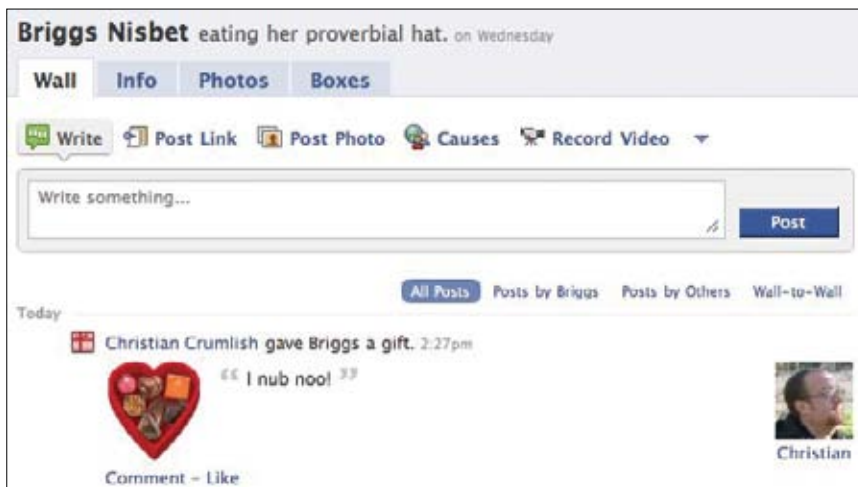 Briggs Nisbet eating her proverbial hat. on Wednesday
Wall Info Photos Boxes
Write Post Link Post Photo Causes Record Video
Write something...
Post
All Posts Posts by Briggs Posts by Others Wall-to-Wall
Today
Christian Crumlish gave Briggs a gift. 2:27pm
“ I nub noo! ”
Christian
Comment – Like